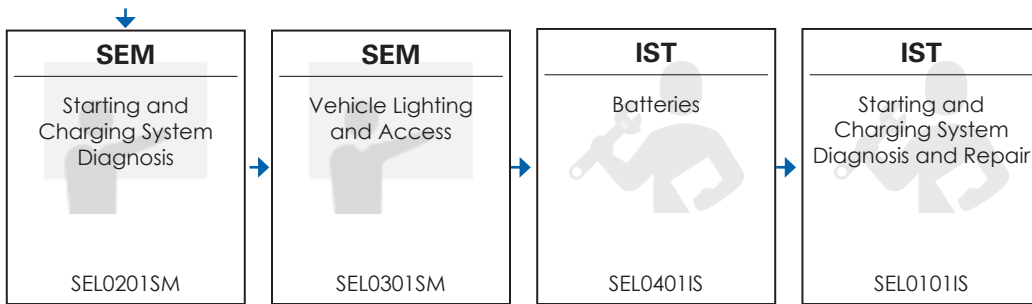 SEM
Starting and
Charging System
Diagnosis
SEL0201SM
SEM
Vehicle Lighting
and Access
SEL0301SM
IST
Batteries
SEL0401IS
IST
Starting and
Charging System
Diagnosis and Repair
SEL0101IS